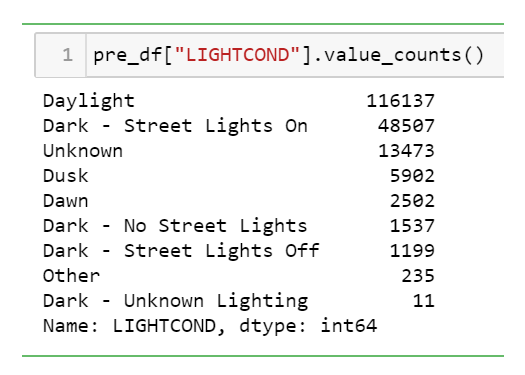 1 pre_df["LIGHTCOND"].value_counts()
Daylight 116137
Dark - Street Lights On 48507
Unknown 13473
Dusk 5902
Dawn 2502
Dark - No Street Lights 1537
Dark - Street Lights Off 1199
Other 235
Dark - Unknown Lighting 11
Name: LIGHTCOND, dtype: int64